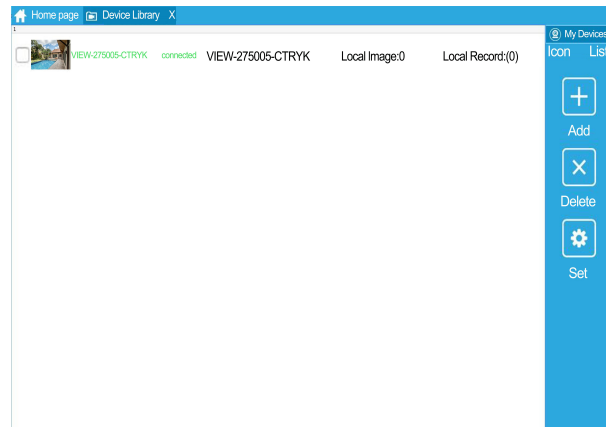 Home page Device Library X
1
My Devices
Icon List
VIEW-275005-CTRYK connected VIEW-275005-CTRYK Local Image:0 Local Record:(0)
Add
Delete
Set